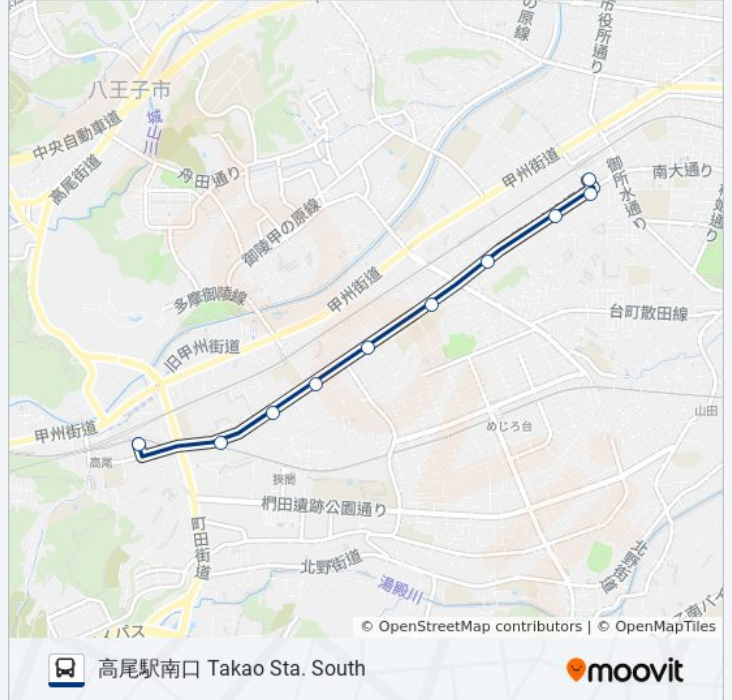 の原線
市役所通り
八王子市
中央自動車道
高尾街道
舟田通り
甲州街道
御所水通り
南大通り
御陵甲の原線
甲州街道
多摩御陵線
台町散田線
旧甲州街道
山田
甲州街道
めじろ台
高尾
狭間
椚田遺跡公園通り
町田街道
北野街道
北野街道
湯殿川
イパス
南バイ
© OpenStreetMap contributors | © OpenMapTiles
高尾駅南口 Takao Sta. South
moovit